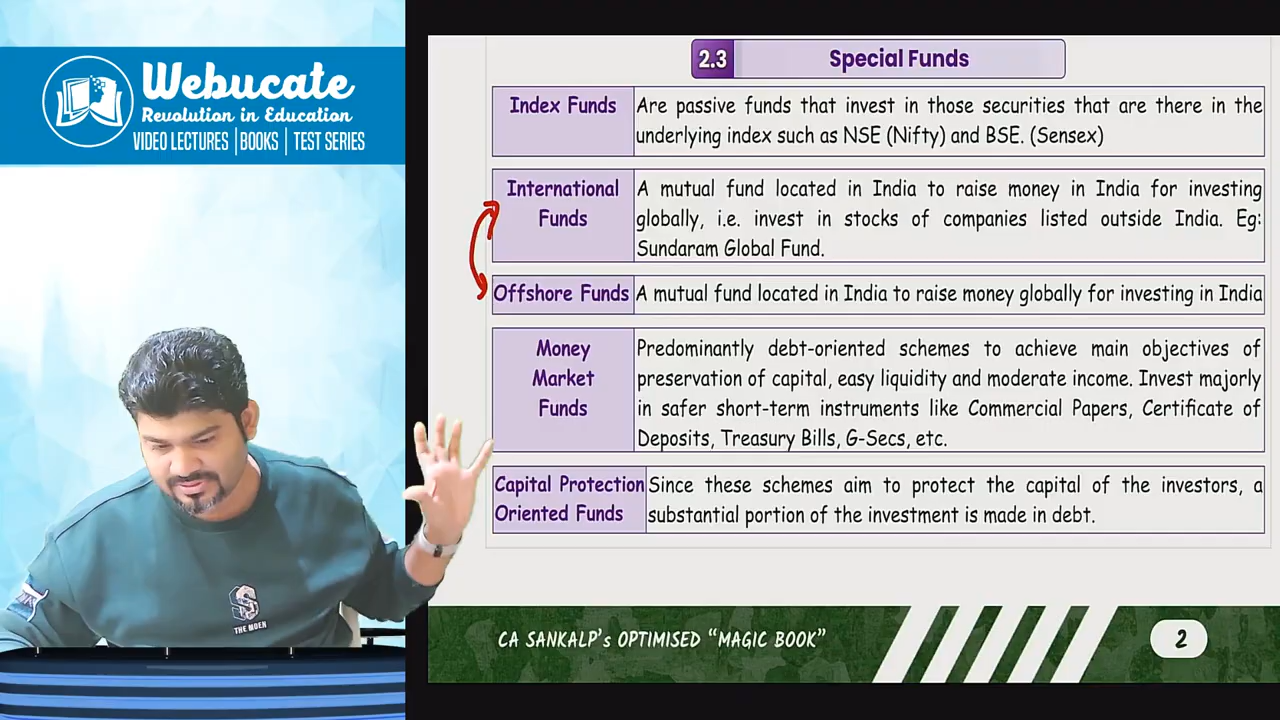 Webucate
Revolution in Education
VIDEO LECTURES | BOOKS | TEST SERIES
2.3 Special Funds
Index Funds
Are passive funds that invest in those securities that are there in the
underlying index such as NSE (Nifty) and BSE. (Sensex)
International
Funds
A mutual fund located in India to raise money in India for investing
globally, i.e. invest in stocks of companies listed outside India. Eg:
Sundaram Global Fund.
Offshore Funds
A mutual fund located in India to raise money globally for investing in India
Money
Market
Funds
Predominantly debt-oriented schemes to achieve main objectives of
preservation of capital, easy liquidity and moderate income. Invest majorly
in safer short-term instruments like Commercial Papers, Certificate of
Deposits, Treasury Bills, G-Secs, etc.
Capital Protection
Oriented Funds
Since these schemes aim to protect the capital of the investors, a
substantial portion of the investment is made in debt.
THE MOEN
CA SANKALP's OPTIMISED "MAGIC BOOK"
2